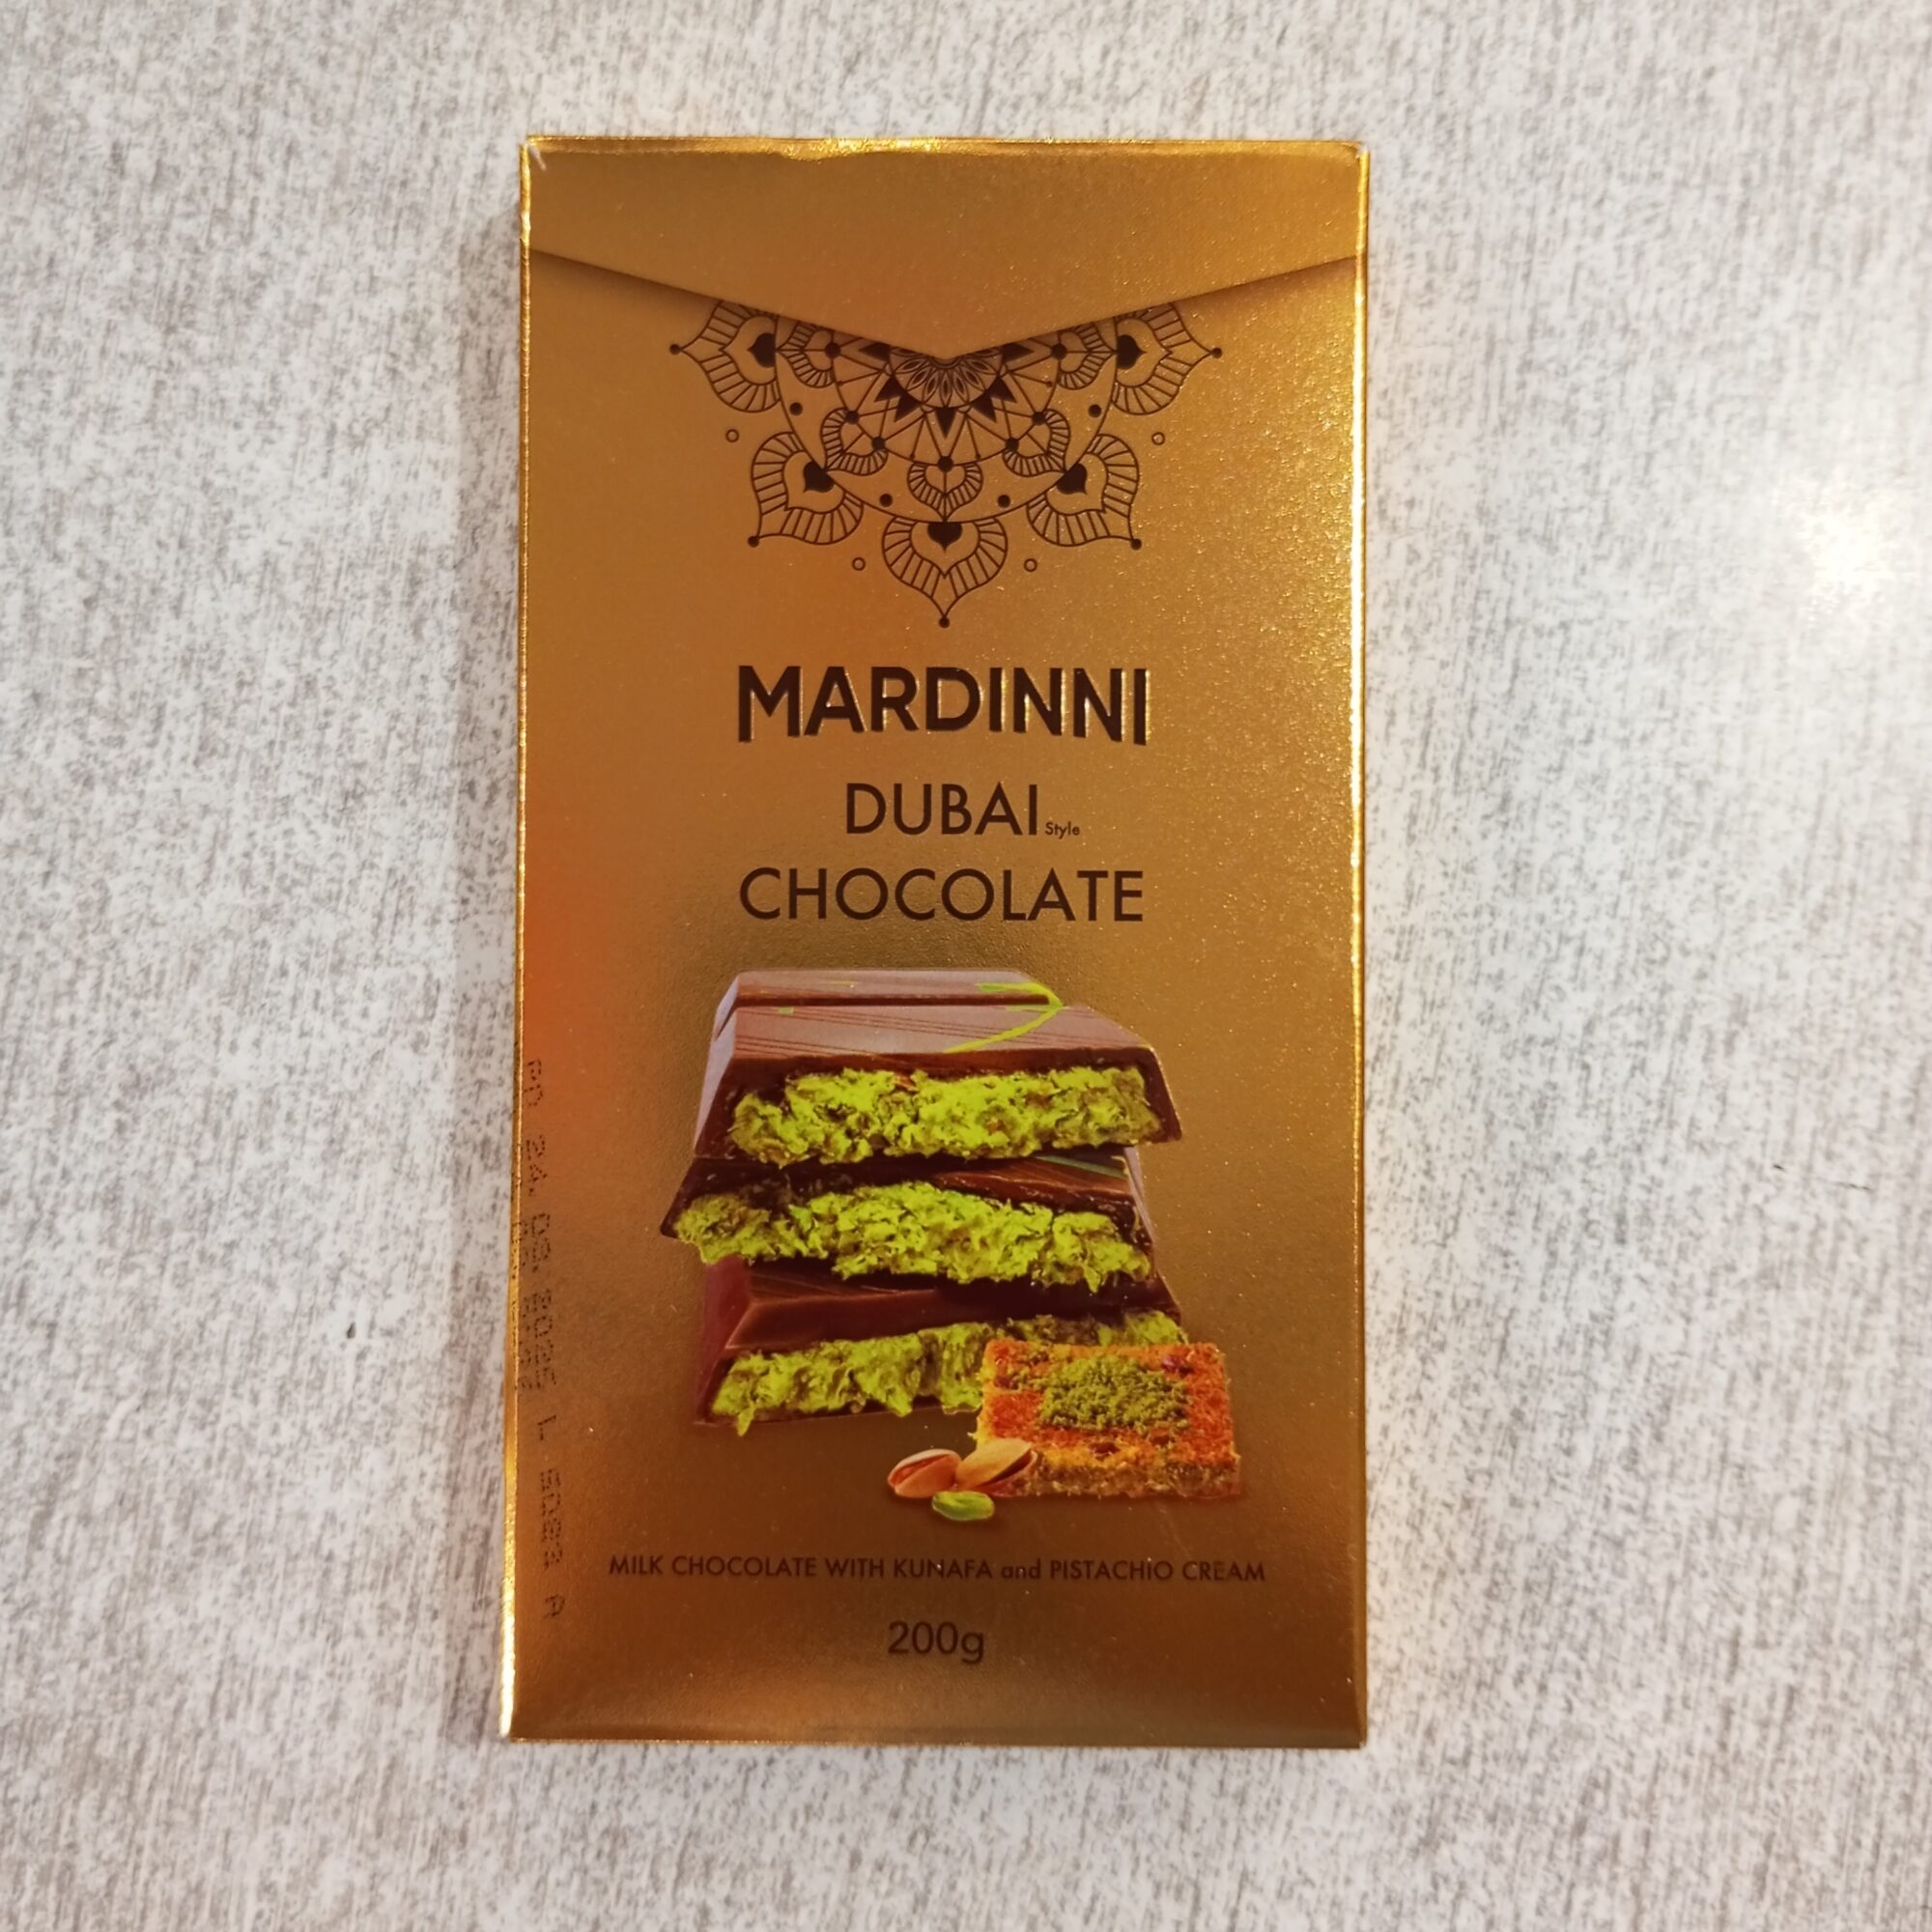 MARDINNI
DUBAI Style
CHOCOLATE
MILK CHOCOLATE WITH KUNAFA and PISTACHIO CREAM
200g